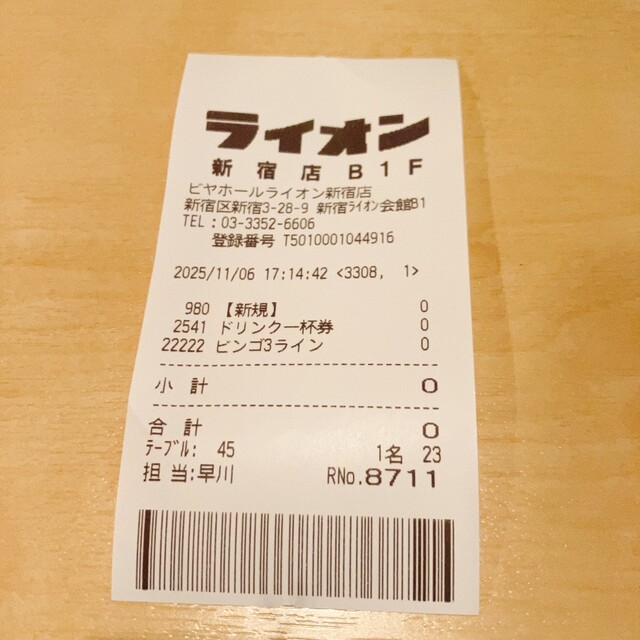 ライオン
新宿店B1F
ビヤホールライオン新宿店
新宿区新宿3-28-9 新宿ﾗｲｵﾝ会館B1
TEL：03-3352-6606
登録番号 T5010001044916
2025/11/06 17:14:42 <3308, 1>
980 【新規】 0
2541 ドリンク一杯券 0
22222 ビンゴ3ライン 0
小 計 0
合 計 0
ﾃｰﾌﾞﾙ: 45 1名 23
担 当:早川 RNo.8711